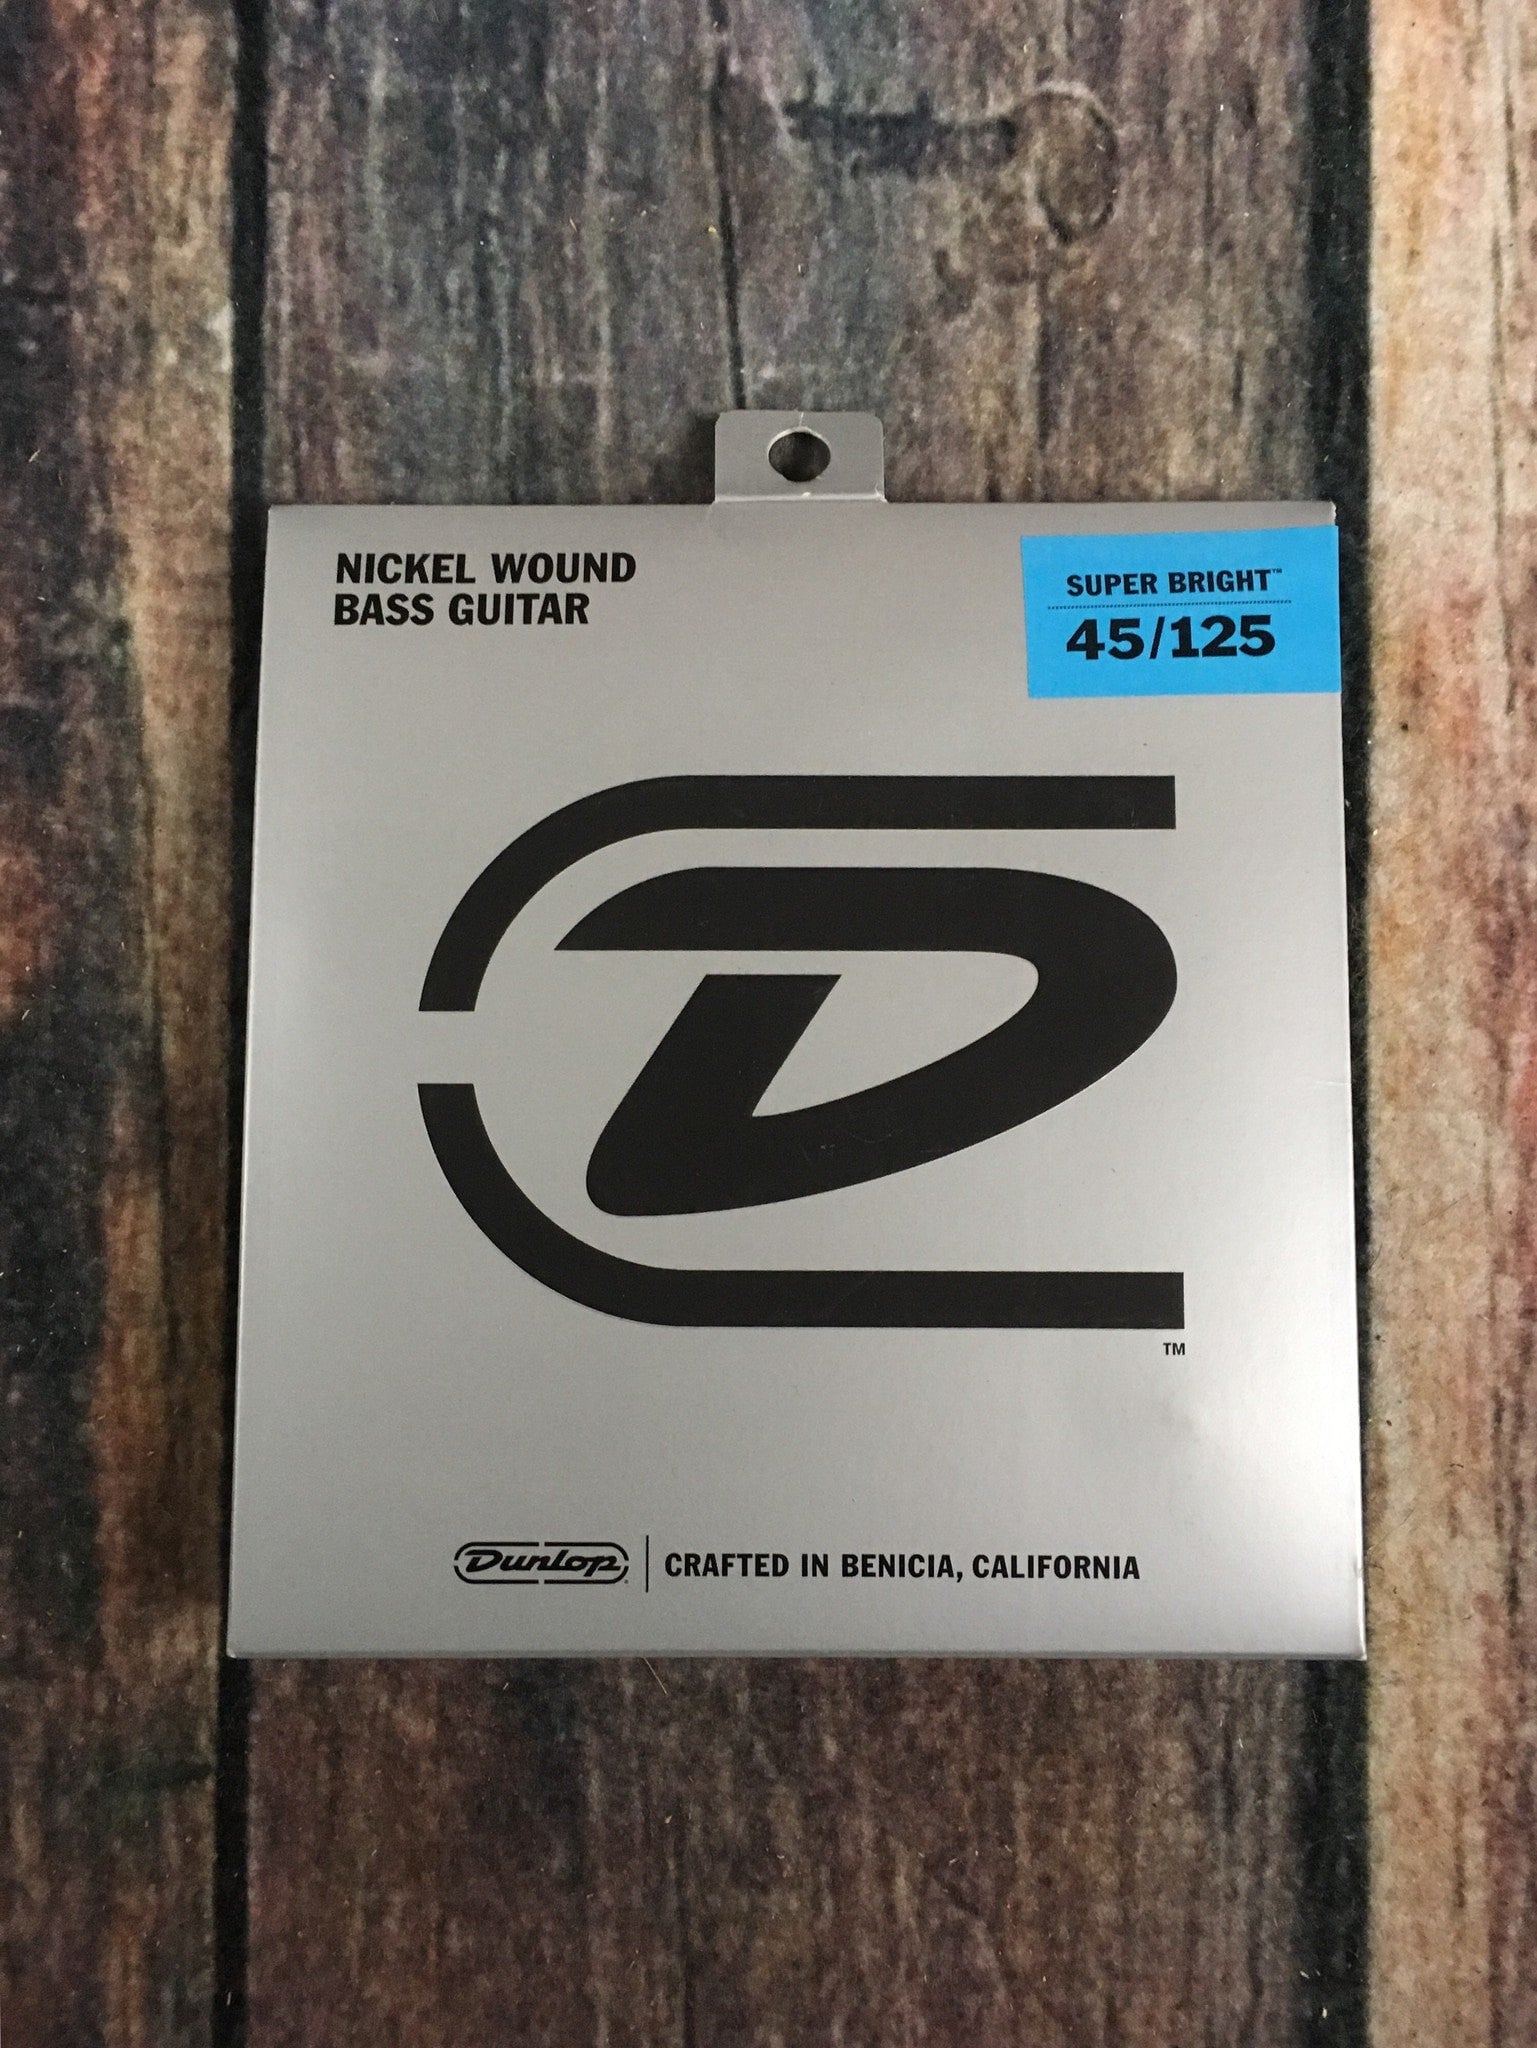 NICKEL WOUND
BASS GUITAR
SUPER BRIGHT™
45/125
D
TM
Dunlop®
CRAFTED IN BENICIA, CALIFORNIA